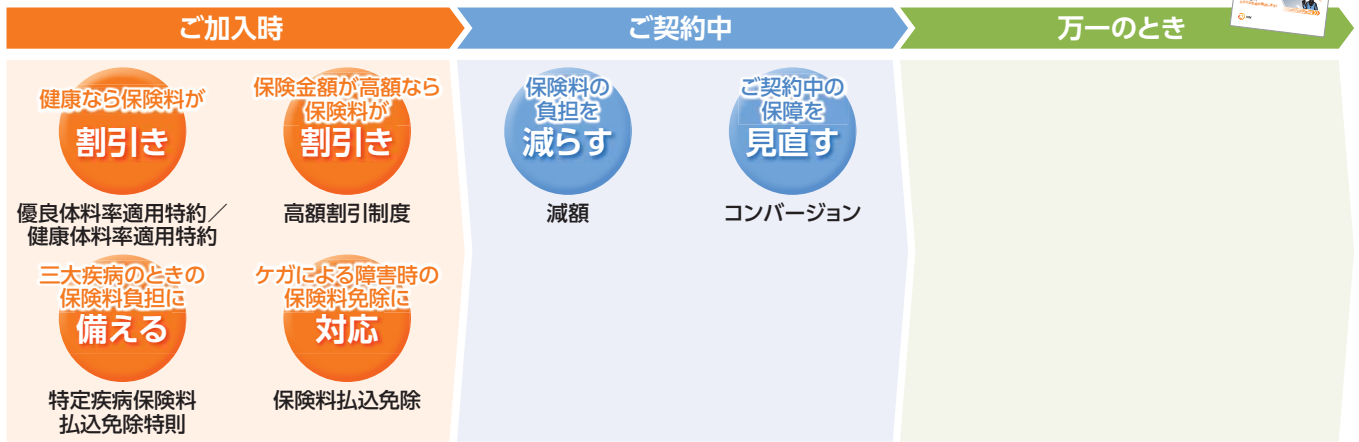 ご加入時
ご契約中
万一のとき
健康なら保険料が
割引き
優良体料率適用特約／
健康体料率適用特約
保険金額が高額なら
保険料が
割引き
高額割引制度
三大疾病のときの
保険料負担に
備える
特定疾病保険料
払込免除特則
ケガによる障害時の
保険料免除に
対応
保険料払込免除
保険料の
負担を
減らす
減額
ご契約中の
保障を
見直す
コンバージョン